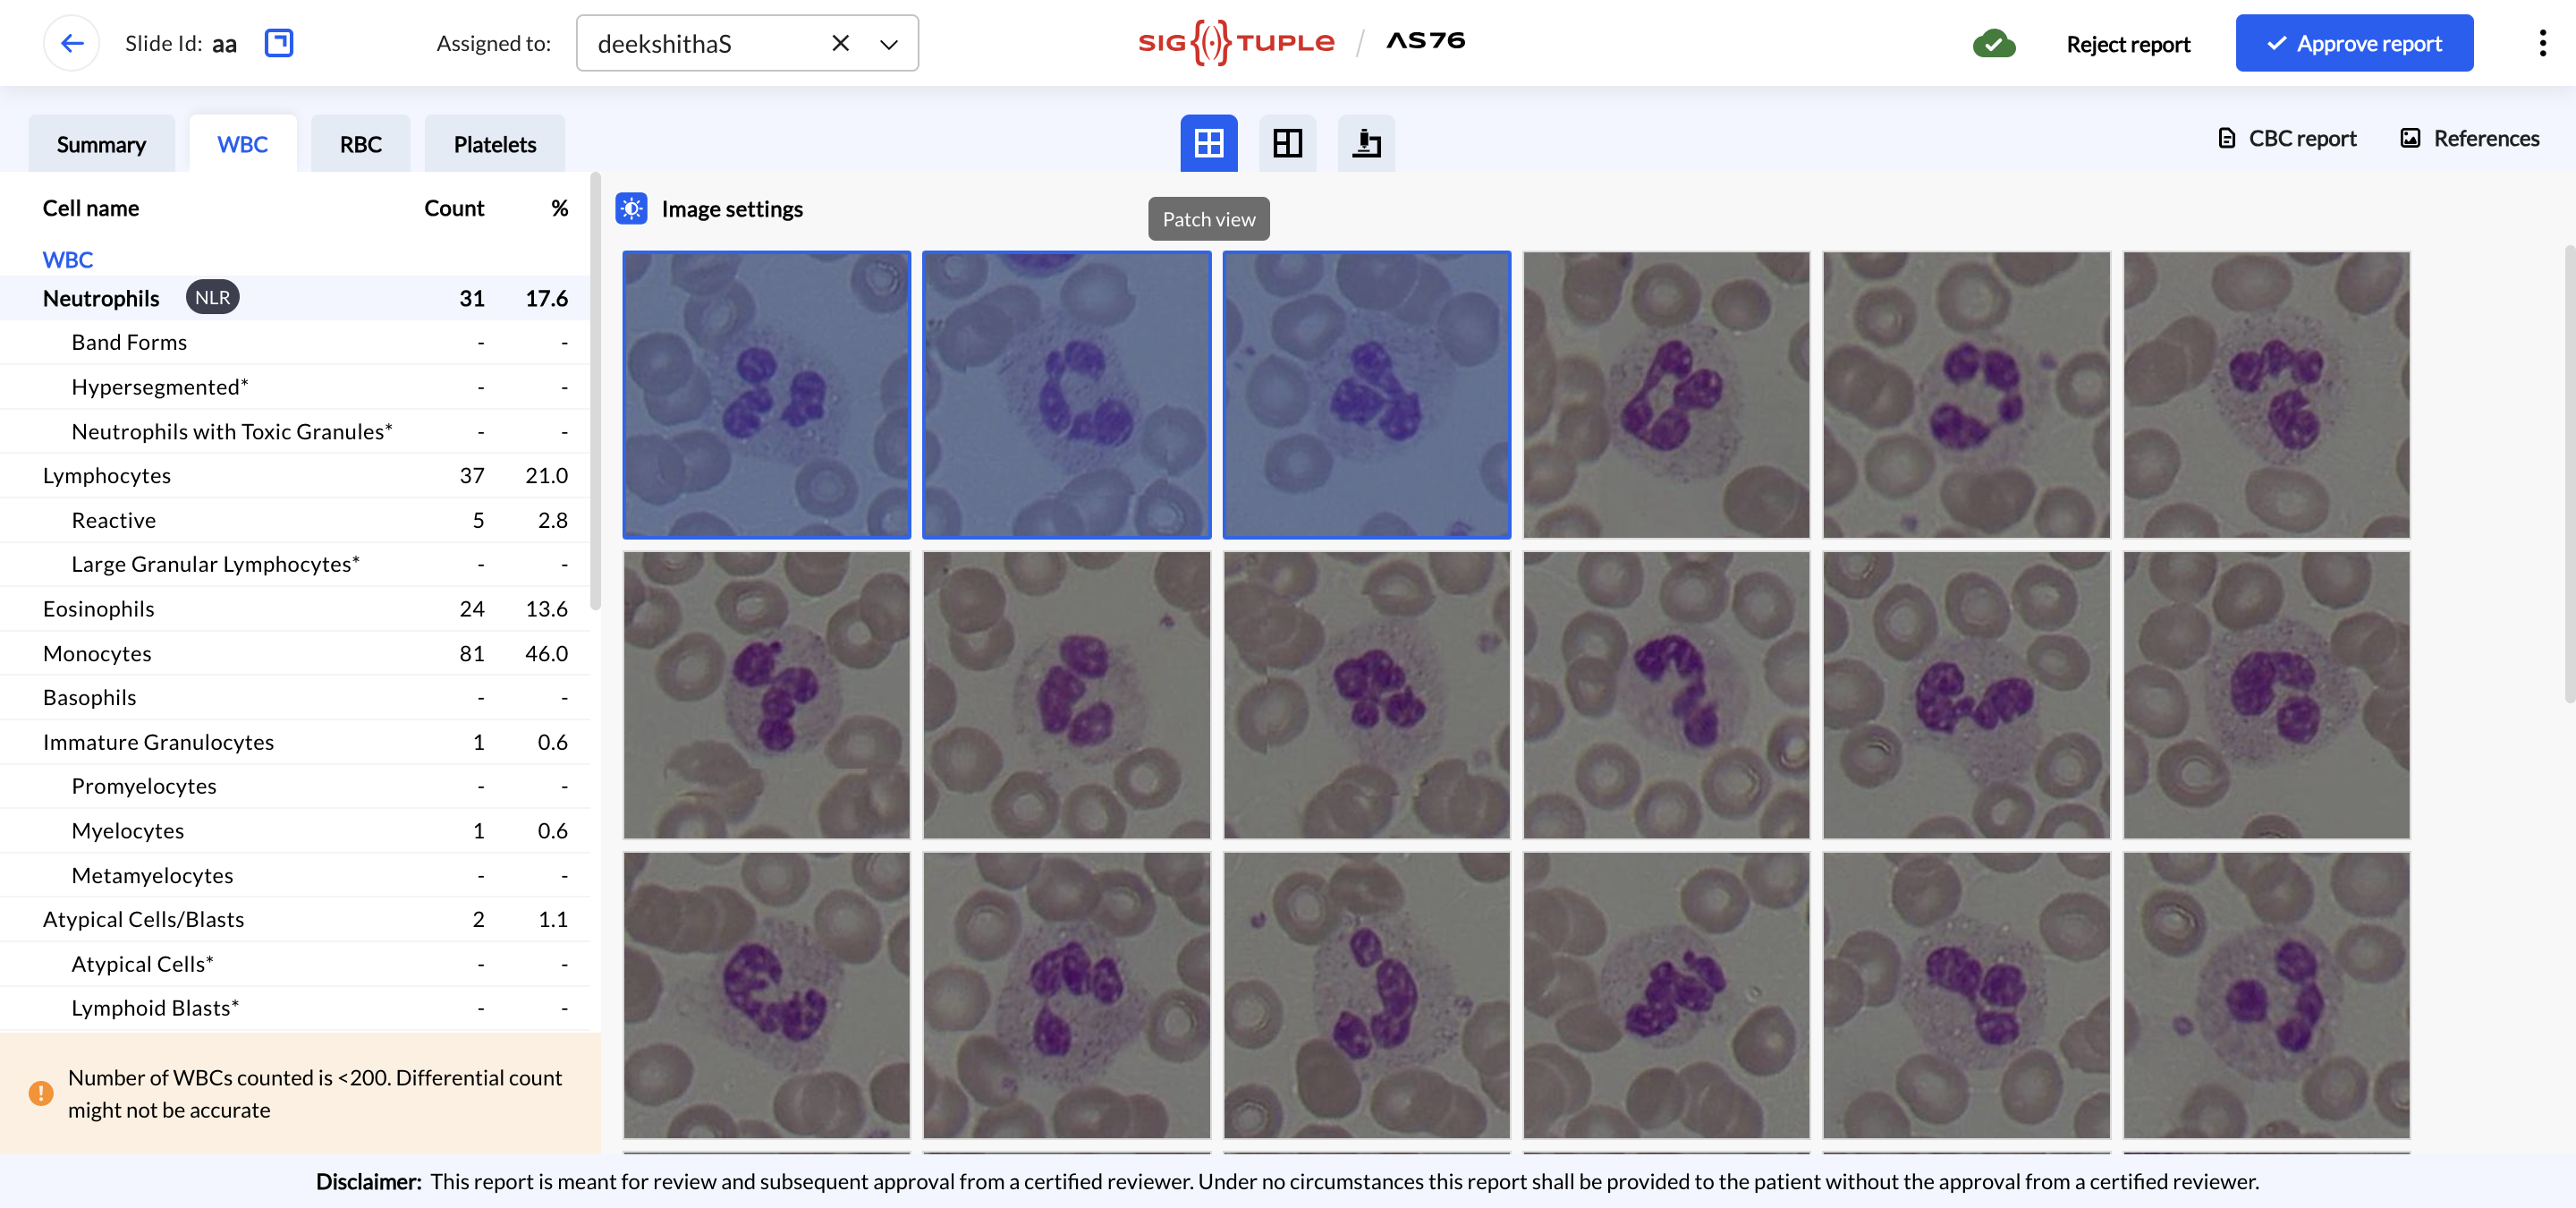 Slide Id: aa
Assigned to: deekshithaS
SIG{(·)}TUPLE / AS76
Reject report
Approve report
Summary
WBC
RBC
Platelets
CBC report
References
Cell name Count %
Image settings
Patch view
WBC
Neutrophils NLR 31 17.6
Band Forms - -
Hypersegmented* - -
Neutrophils with Toxic Granules* - -
Lymphocytes 37 21.0
Reactive 5 2.8
Large Granular Lymphocytes* - -
Eosinophils 24 13.6
Monocytes 81 46.0
Basophils - -
Immature Granulocytes 1 0.6
Promyelocytes - -
Myelocytes 1 0.6
Metamyelocytes - -
Atypical Cells/Blasts 2 1.1
Atypical Cells* - -
Lymphoid Blasts* - -
Number of WBCs counted is <200. Differential count
might not be accurate
Disclaimer: This report is meant for review and subsequent approval from a certified reviewer. Under no circumstances this report shall be provided to the patient without the approval from a certified reviewer.